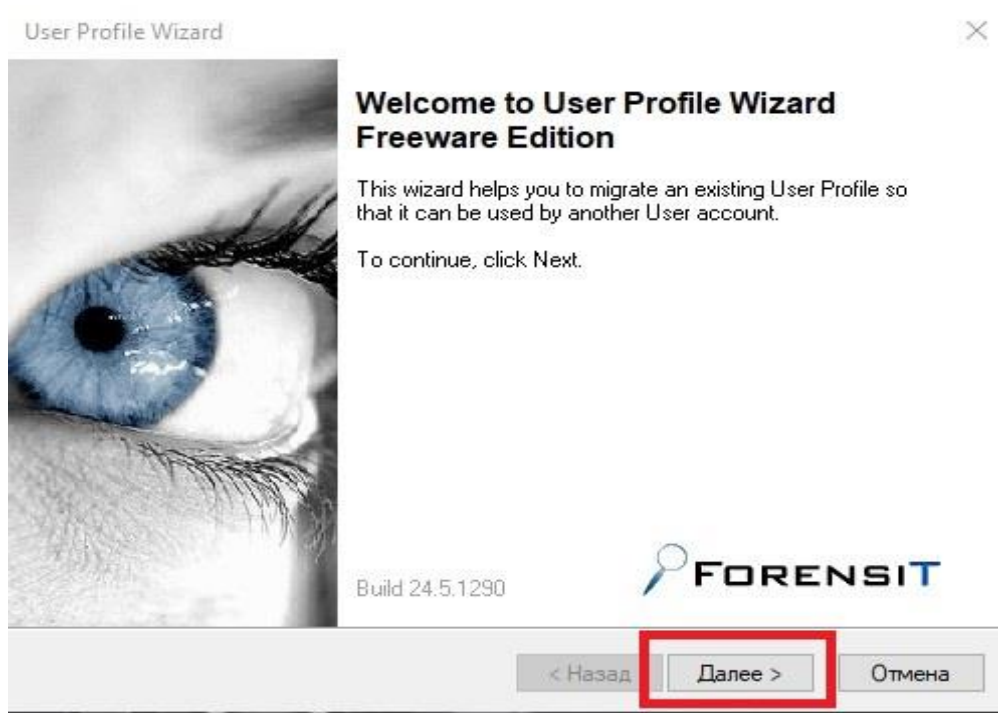 User Profile Wizard
Welcome to User Profile Wizard
Freeware Edition
This wizard helps you to migrate an existing User Profile so
that it can be used by another User account.
To continue, click Next.
Build 24.5.1290
FORENSIT
< Назад
Далее >
Отмена